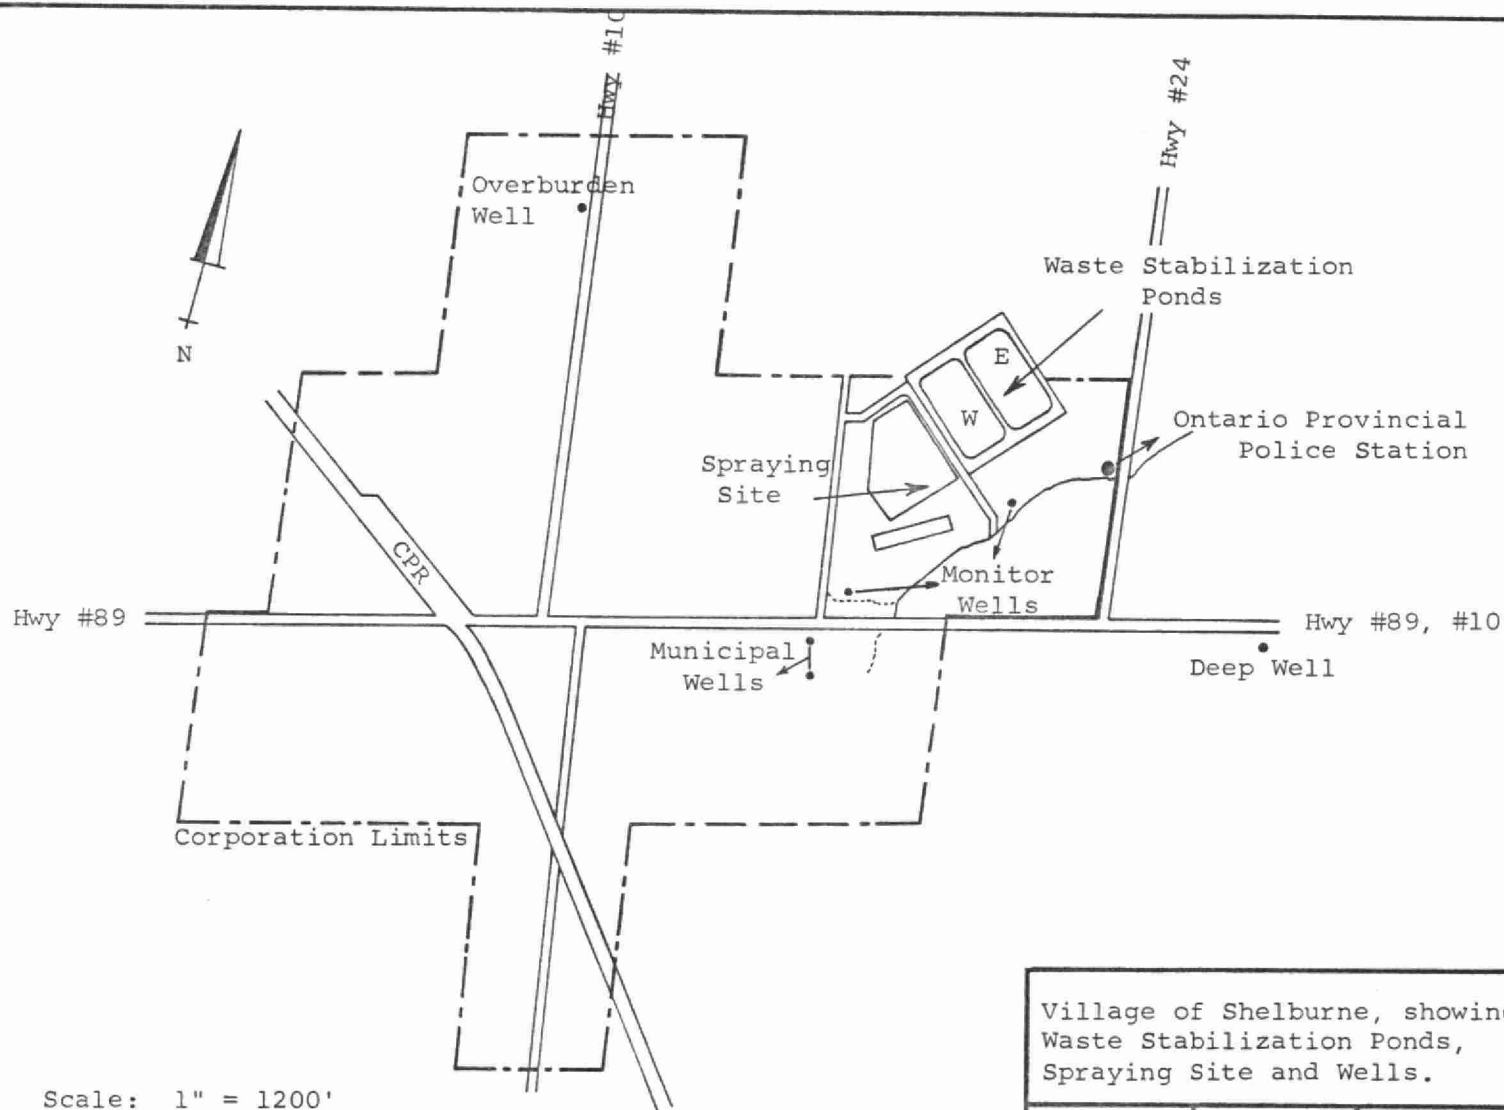 Hwy #10
Hwy #24
Overburden
Well
Waste Stabilization
Ponds
N
E
W
Ontario Provincial
Police Station
Spraying
Site
CPR
Monitor
Wells
Hwy #89
Hwy #89, #10
Municipal
Wells
Deep Well
Corporation Limits
Village of Shelburne, showing
Waste Stabilization Ponds,
Spraying Site and Wells.
Scale: 1" = 1200'